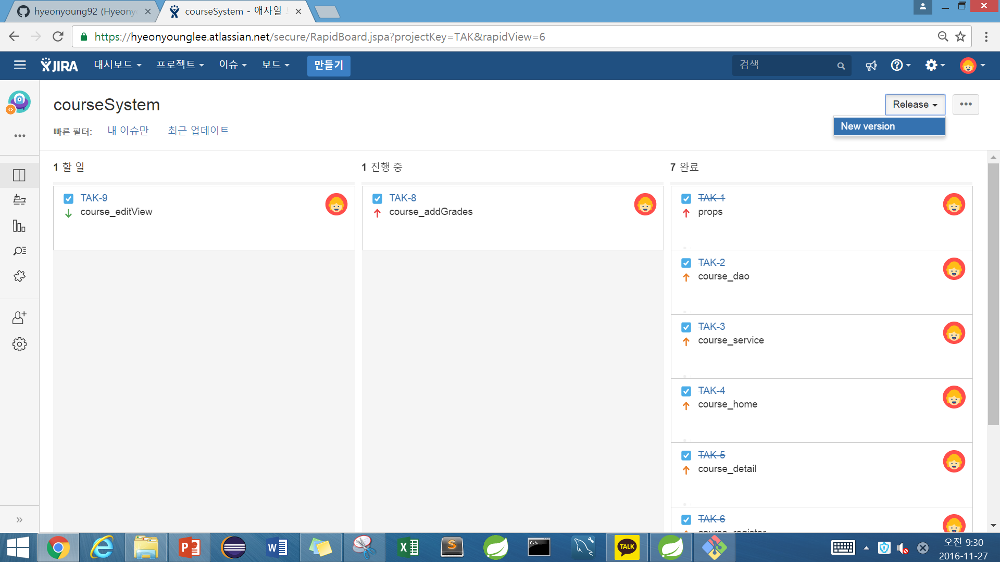 hyeonyoung92 (Hyeony
courseSystem - 애자일
https://hyeonyounglee.atlassian.net/secure/RapidBoard.jspa?projectKey=TAK&rapidView=6
JIRA 대시보드 프로젝트 이슈 보드 만들기 검색
courseSystem
Release
New version
빠른 필터: 내 이슈만 최근 업데이트
1 할 일
1 진행 중
7 완료
TAK-9
course_editView
TAK-8
course_addGrades
TAK-1
props
TAK-2
course_dao
TAK-3
course_service
TAK-4
course_home
TAK-5
course_detail
TAK-6
course_register
TALK
오전 9:30
2016-11-27